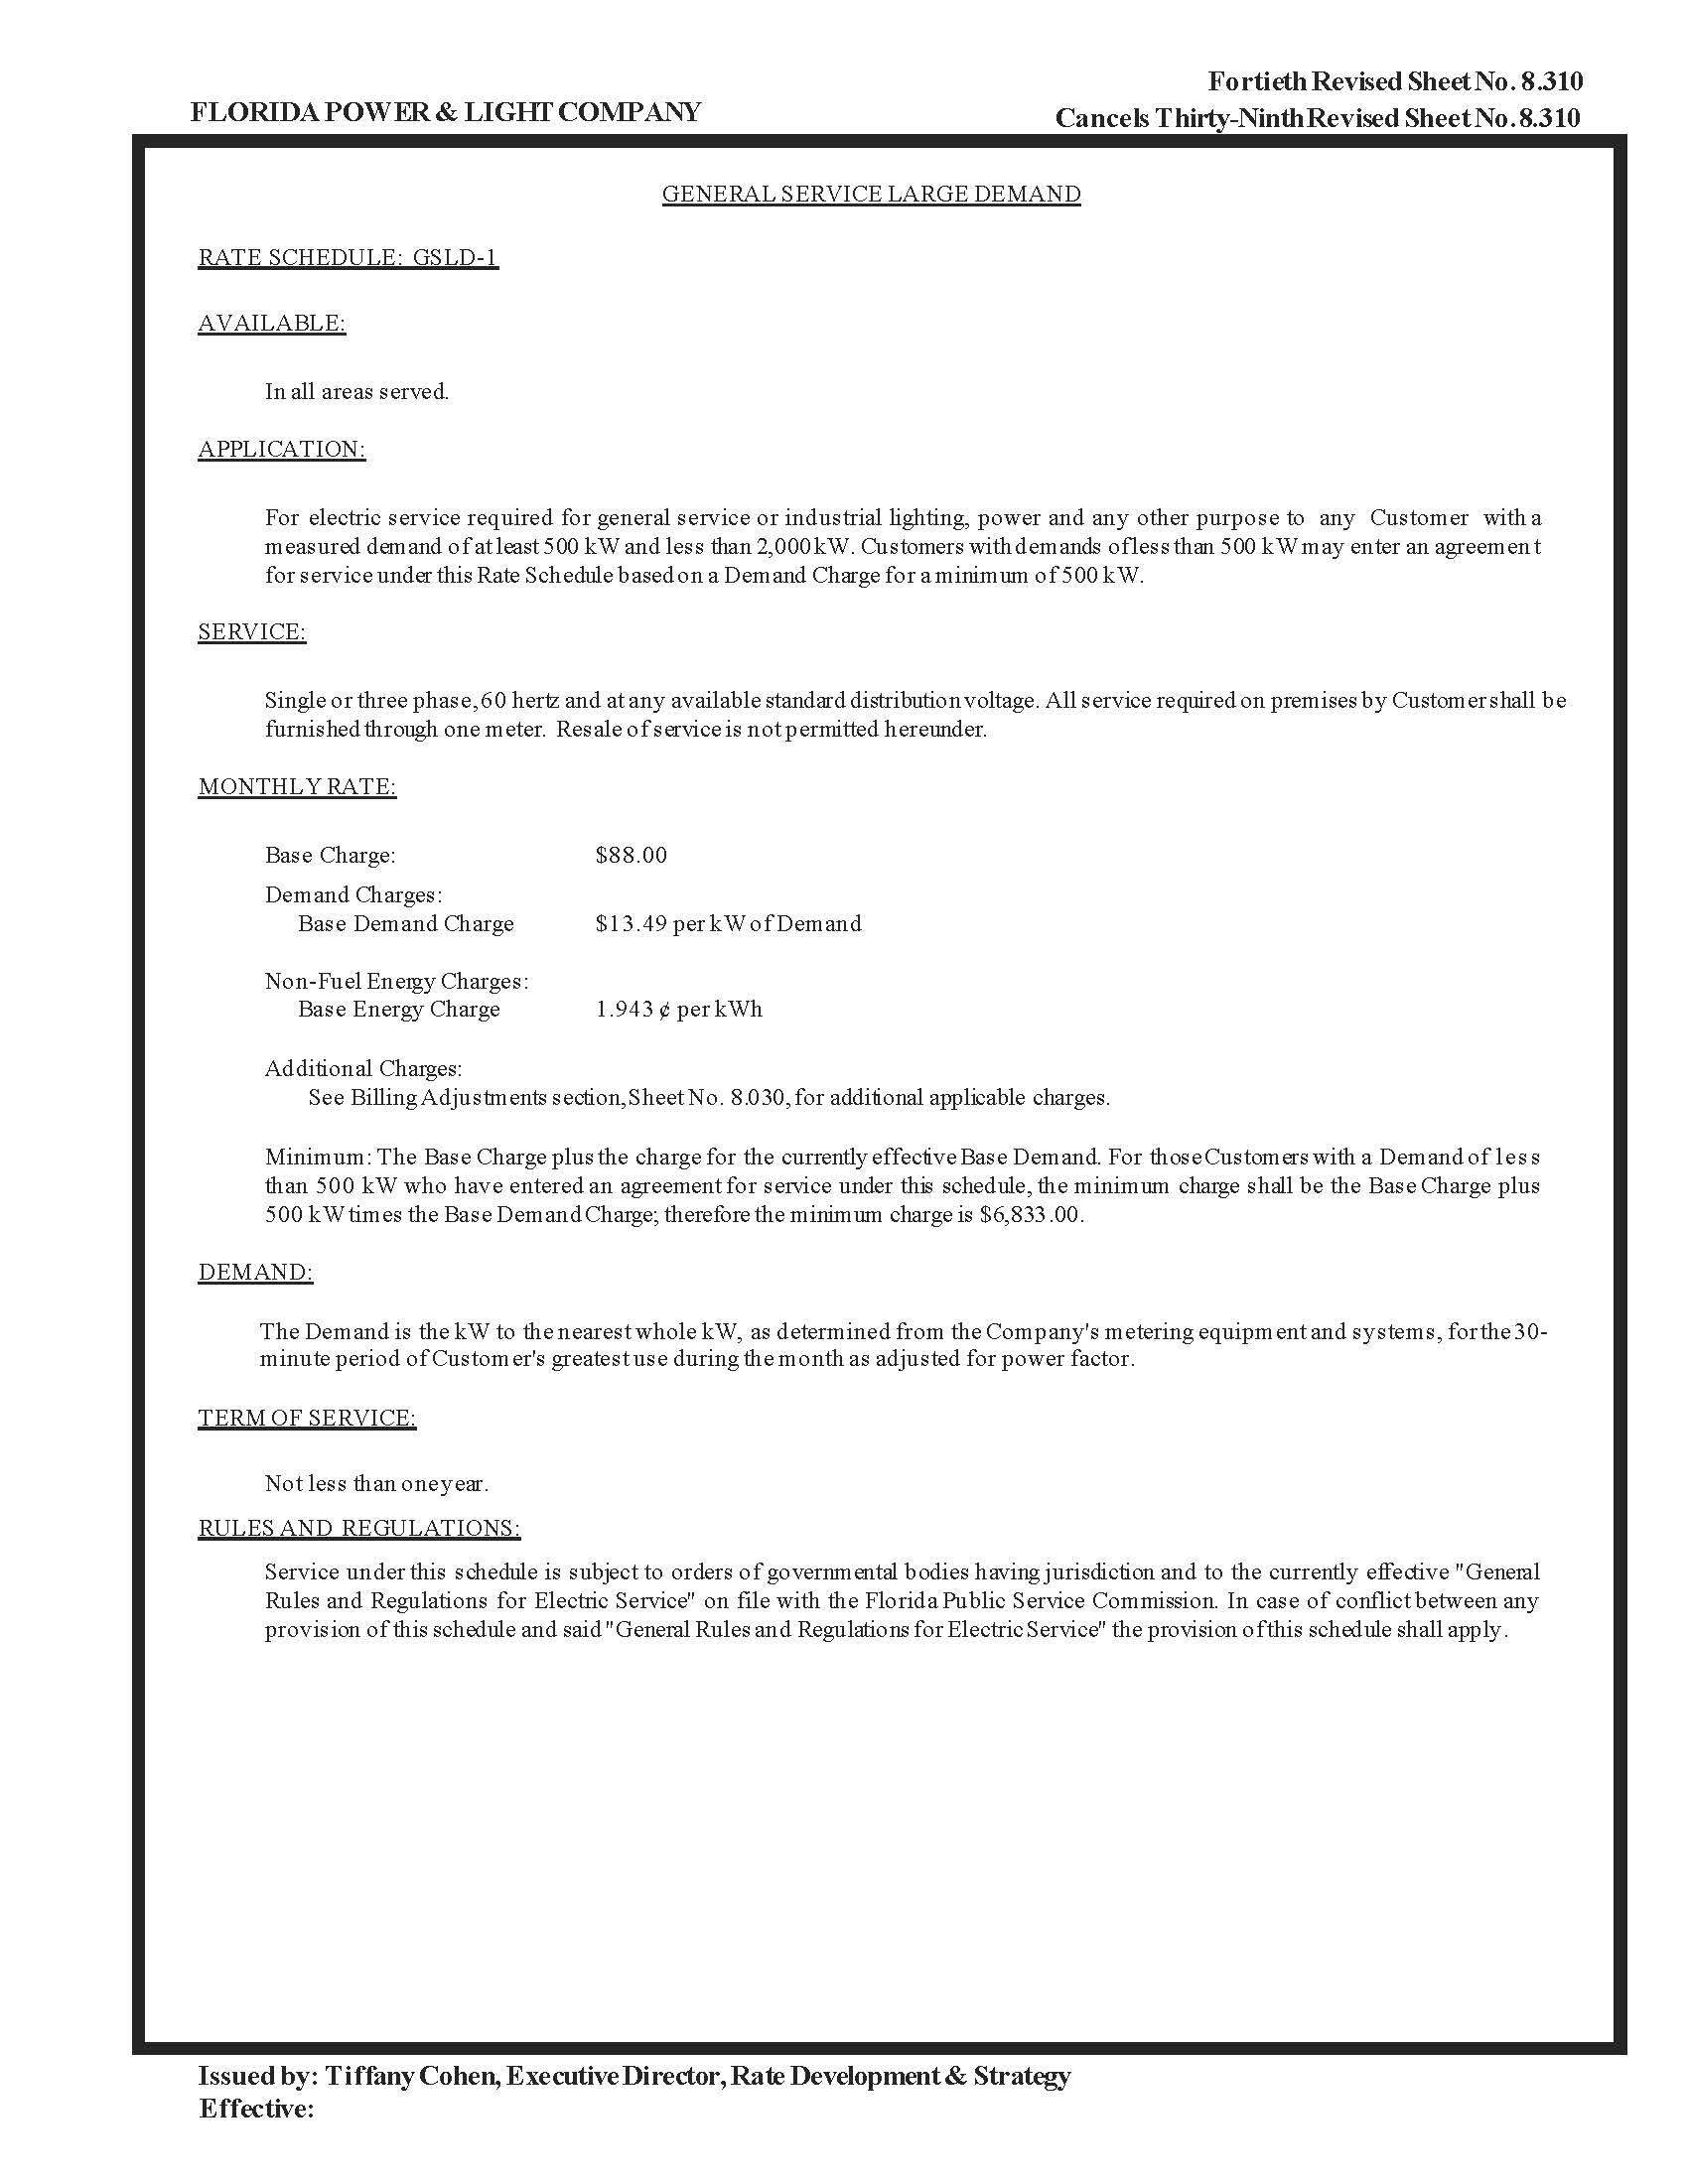 Fortieth Revised Sheet No. 8.310
FLORIDA POWER & LIGHT COMPANY
Cancels Thirty-Ninth Revised Sheet No. 8.310
GENERAL SERVICE LARGE DEMAND
RATE SCHEDULE: GSLD-1
AVAILABLE:
In all areas served.
APPLICATION:
For electric service required for general service or industrial lighting, power and any other purpose to any Customer with a
measured demand of at least 500 kW and less than 2,000 kW. Customers with demands of less than 500 kW may enter an agreement
for service under this Rate Schedule based on a Demand Charge for a minimum of 500 kW.
SERVICE:
Single or three phase, 60 hertz and at any available standard distribution voltage. All service required on premises by Customer shall be
furnished through one meter. Resale of service is not permitted hereunder.
MONTHLY RATE:
Base Charge: $88.00
Demand Charges:
Base Demand Charge $13.49 per kW of Demand
Non-Fuel Energy Charges:
Base Energy Charge 1.943 ¢ per kWh
Additional Charges:
See Billing Adjustments section, Sheet No. 8.030, for additional applicable charges.
Minimum: The Base Charge plus the charge for the currently effective Base Demand. For those Customers with a Demand of less
than 500 kW who have entered an agreement for service under this schedule, the minimum charge shall be the Base Charge plus
500 kW times the Base Demand Charge; therefore the minimum charge is $6,833.00.
DEMAND:
The Demand is the kW to the nearest whole kW, as determined from the Company's metering equipment and systems, for the 30-
minute period of Customer's greatest use during the month as adjusted for power factor.
TERM OF SERVICE:
Not less than one year.
RULES AND REGULATIONS:
Service under this schedule is subject to orders of governmental bodies having jurisdiction and to the currently effective "General
Rules and Regulations for Electric Service" on file with the Florida Public Service Commission. In case of conflict between any
provision of this schedule and said "General Rules and Regulations for Electric Service" the provision of this schedule shall apply.
Issued by: Tiffany Cohen, Executive Director, Rate Development & Strategy
Effective: